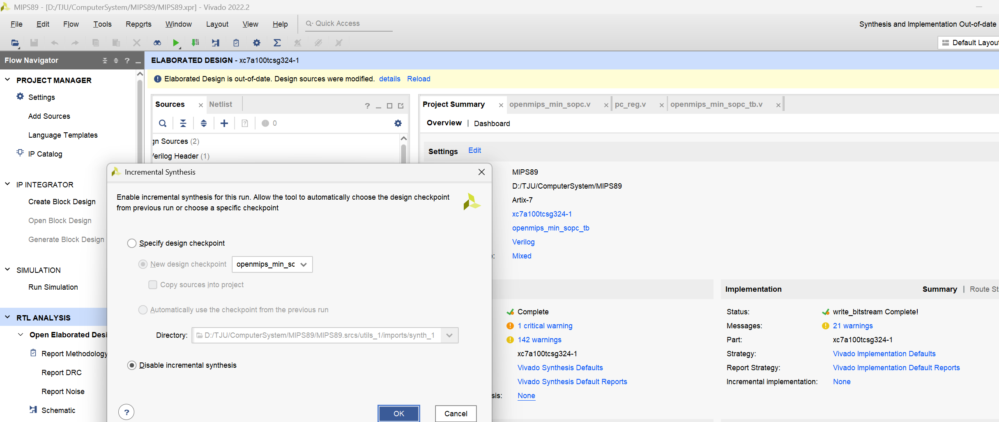 MIPS89 - [D:/TJU/ComputerSystem/MIPS89/MIPS89.xpr] - Vivado 2022.2
File Edit Flow Tools Reports Window Layout View Help Quick Access
Synthesis and Implementation Out-of-date
Default Layout
Flow Navigator
ELABORATED DESIGN - xc7a100tcsg324-1
Elaborated Design is out-of-date. Design sources were modified. details Reload
PROJECT MANAGER
Settings
Add Sources
Language Templates
IP Catalog
IP INTEGRATOR
Create Block Design
Open Block Design
Generate Block Design
SIMULATION
Run Simulation
RTL ANALYSIS
Open Elaborated Desi
Report Methodology
Report DRC
Report Noise
Schematic
Sources Netlist
0
gn Sources (2)
Verilog Header (1)
Project Summary openmips_min_sopc.v pc_reg.v openmips_min_sopc_tb.v
Overview | Dashboard
Settings Edit
MIPS89
D:/TJU/ComputerSystem/MIPS89
Artix-7
xc7a100tcsg324-1
openmips_min_sopc_tb
Verilog
Mixed
Incremental Synthesis
Enable incremental synthesis for this run. Allow the tool to automatically choose the design checkpoint
from previous run or choose a specific checkpoint
Specify design checkpoint
New design checkpoint openmips_min_sc
Copy sources into project
Automatically use the checkpoint from the previous run
Directory: D:/TJU/ComputerSystem/MIPS89/MIPS89.srcs/utils_1/imports/synth_1
Disable incremental synthesis
OK Cancel
Complete
1 critical warning
142 warnings
xc7a100tcsg324-1
Vivado Synthesis Defaults
Vivado Synthesis Default Reports
sis: None
Implementation Summary | Route St
Status: write_bitstream Complete!
Messages: 21 warnings
Part: xc7a100tcsg324-1
Strategy: Vivado Implementation Defaults
Report Strategy: Vivado Implementation Default Reports
Incremental implementation: None